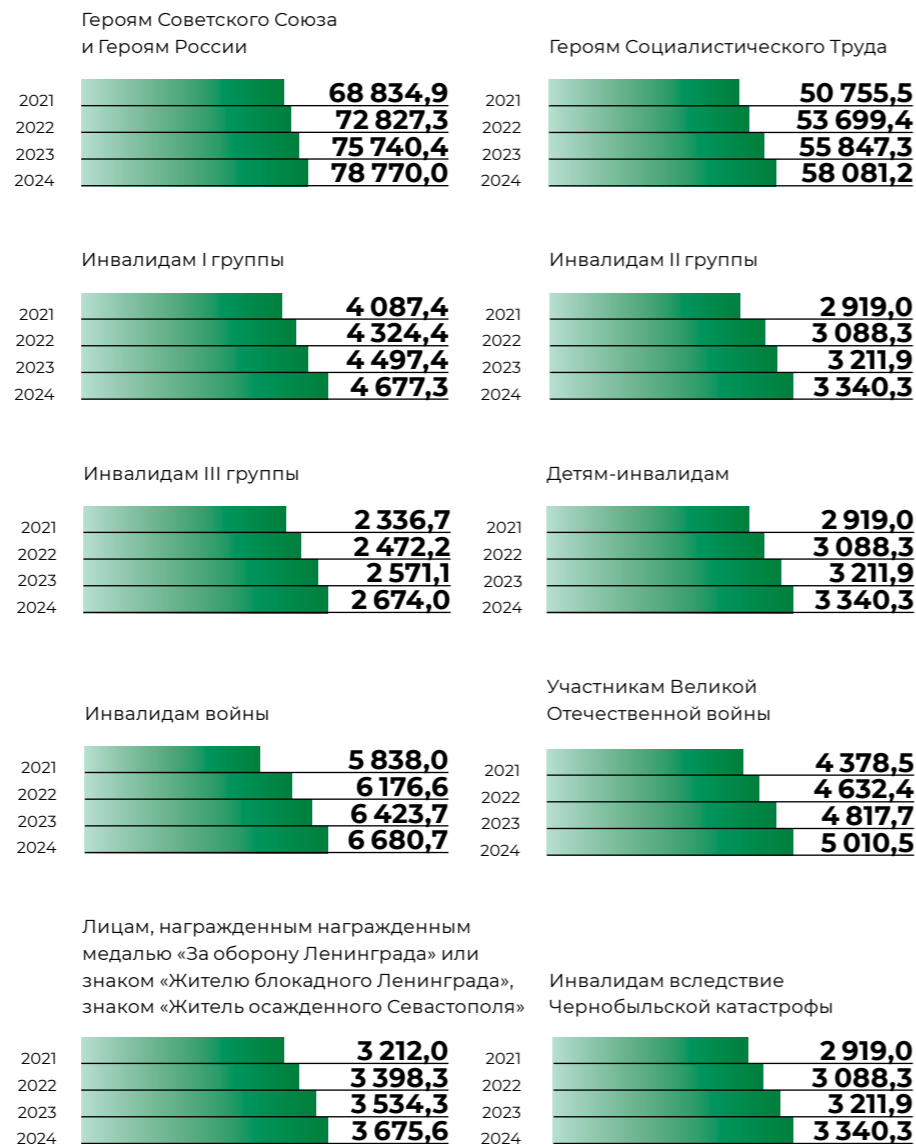 Героям Советского Союза
и Героям России
2021 68 834,9
2022 72 827,3
2023 75 740,4
2024 78 770,0
Героям Социалистического Труда
2021 50 755,5
2022 53 699,4
2023 55 847,3
2024 58 081,2
Инвалидам I группы
2021 4 087,4
2022 4 324,4
2023 4 497,4
2024 4 677,3
Инвалидам II группы
2021 2 919,0
2022 3 088,3
2023 3 211,9
2024 3 340,3
Инвалидам III группы
2021 2 336,7
2022 2 472,2
2023 2 571,1
2024 2 674,0
Детям-инвалидам
2021 2 919,0
2022 3 088,3
2023 3 211,9
2024 3 340,3
Инвалидам войны
2021 5 838,0
2022 6 176,6
2023 6 423,7
2024 6 680,7
Участникам Великой
Отечественной войны
2021 4 378,5
2022 4 632,4
2023 4 817,7
2024 5 010,5
Лицам, награжденным награжденным
медалью «За оборону Ленинграда» или
знаком «Жителю блокадного Ленинграда»,
знаком «Житель осажденного Севастополя»
2021 3 212,0
2022 3 398,3
2023 3 534,3
2024 3 675,6
Инвалидам вследствие
Чернобыльской катастрофы
2021 2 919,0
2022 3 088,3
2023 3 211,9
2024 3 340,3